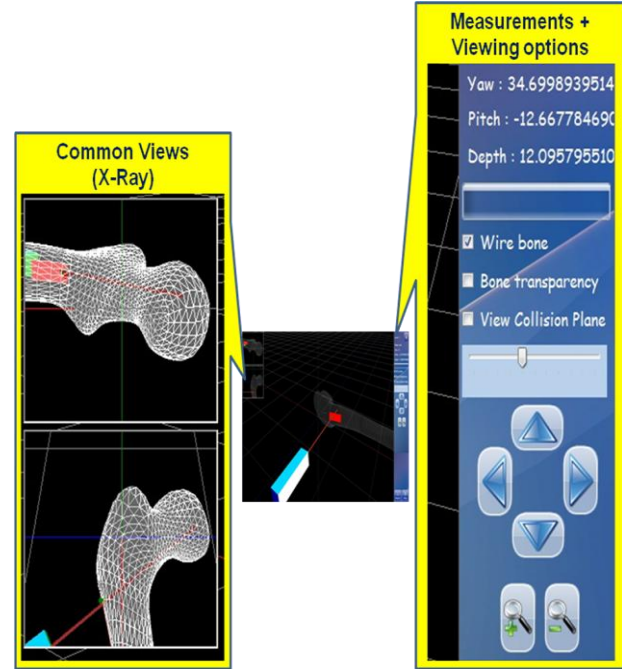 Measurements +
Viewing options
Yaw : 34.6998939514
Pitch : -12.667784690
Depth : 12.095795510
Common Views
(X-Ray)
Wire bone
Bone transparency
View Collision Plane